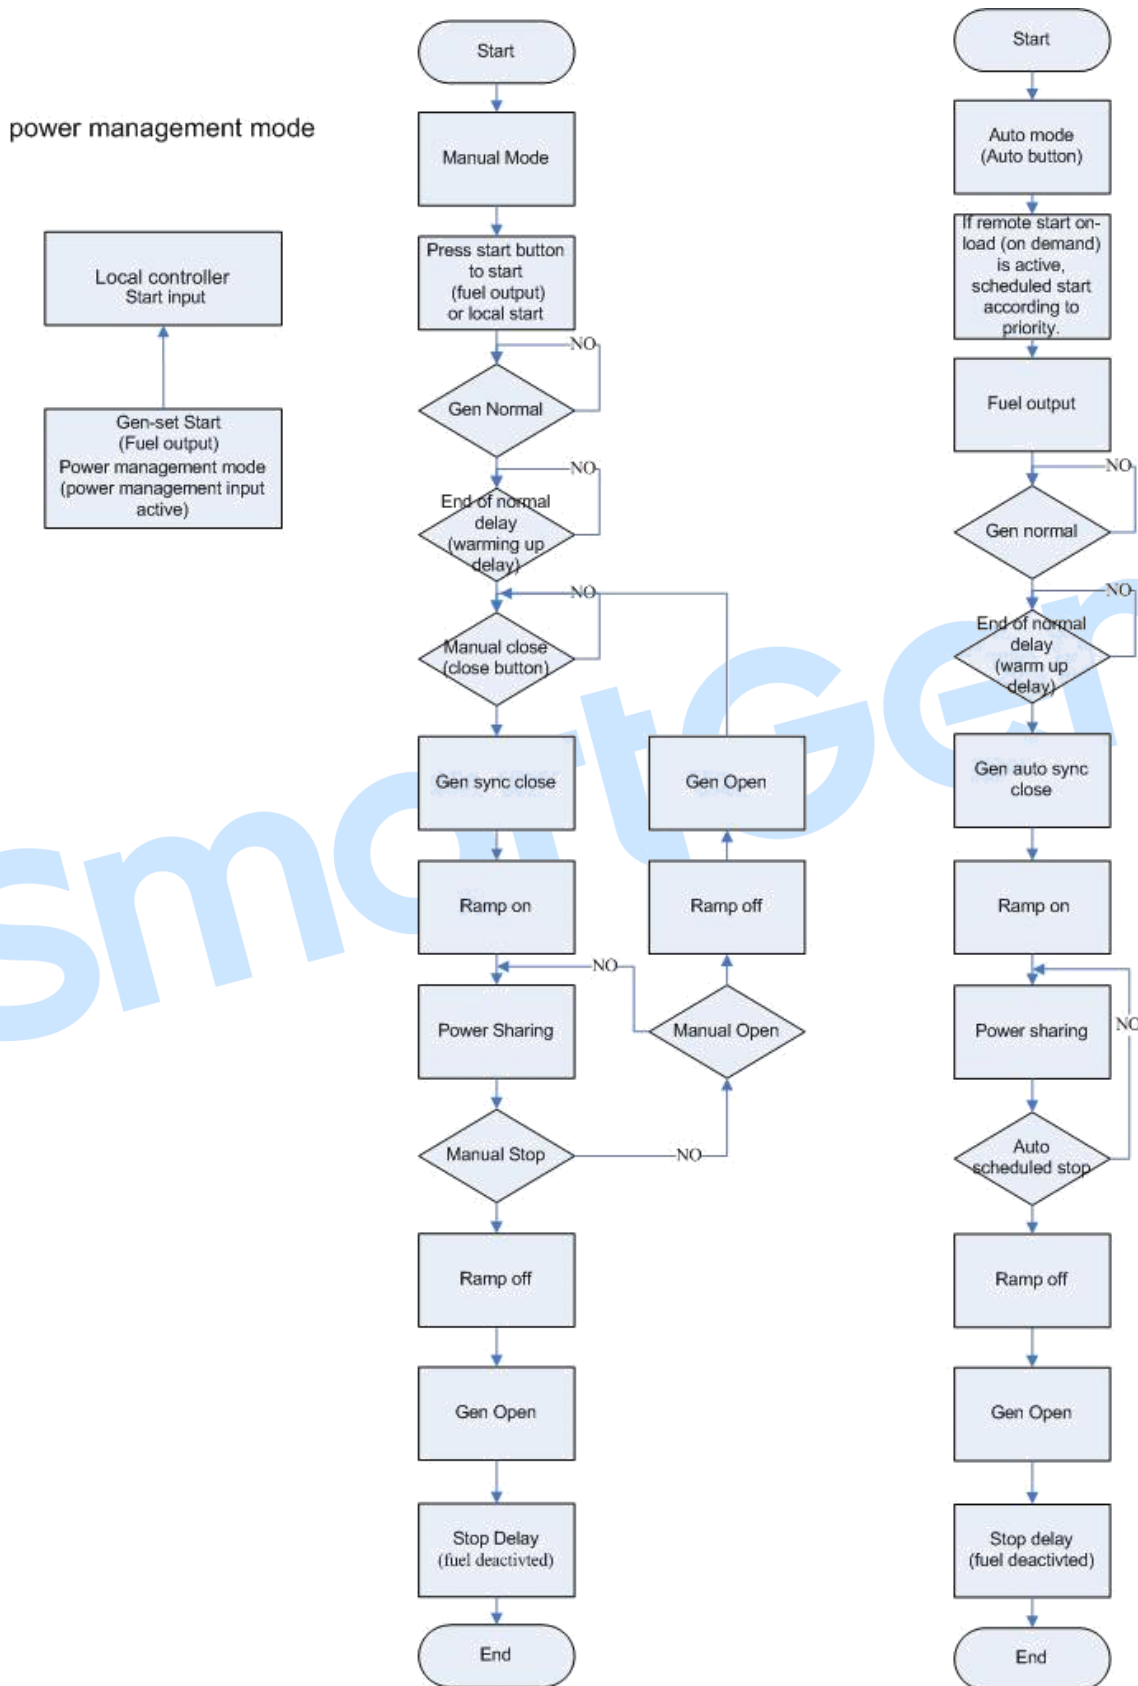 power management mode
Local controller
Start input
Gen-set Start
(Fuel output)
Power management mode
(power management input
active)
Start
Manual Mode
Press start button
to start
(fuel output)
or local start
NO
Gen Normal
NO
End of normal
delay
(warming up
delay)
NO
Manual close
(close button)
Gen sync close
Gen Open
Ramp on
Ramp off
NO
Power Sharing
Manual Open
Manual Stop
NO
Ramp off
Gen Open
Stop Delay
(fuel deactivted)
End
Start
Auto mode
(Auto button)
If remote start on-
load (on demand)
is active,
scheduled start
according to
priority.
Fuel output
NO
Gen normal
NO
End of normal
delay
(warm up
delay)
Gen auto sync
close
Ramp on
Power sharing
NO
Auto
scheduled stop
Ramp off
Gen Open
Stop delay
(fuel deactivted)
End
smartGen